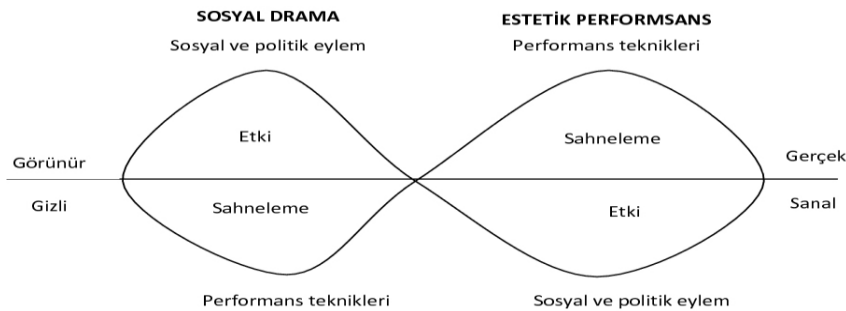 SOSYAL DRAMA
ESTETİK PERFORMSANS
Sosyal ve politik eylem
Performans teknikleri
Etki
Sahneleme
Görünür
Gerçek
Gizli
Sahneleme
Etki
Sanal
Performans teknikleri
Sosyal ve politik eylem